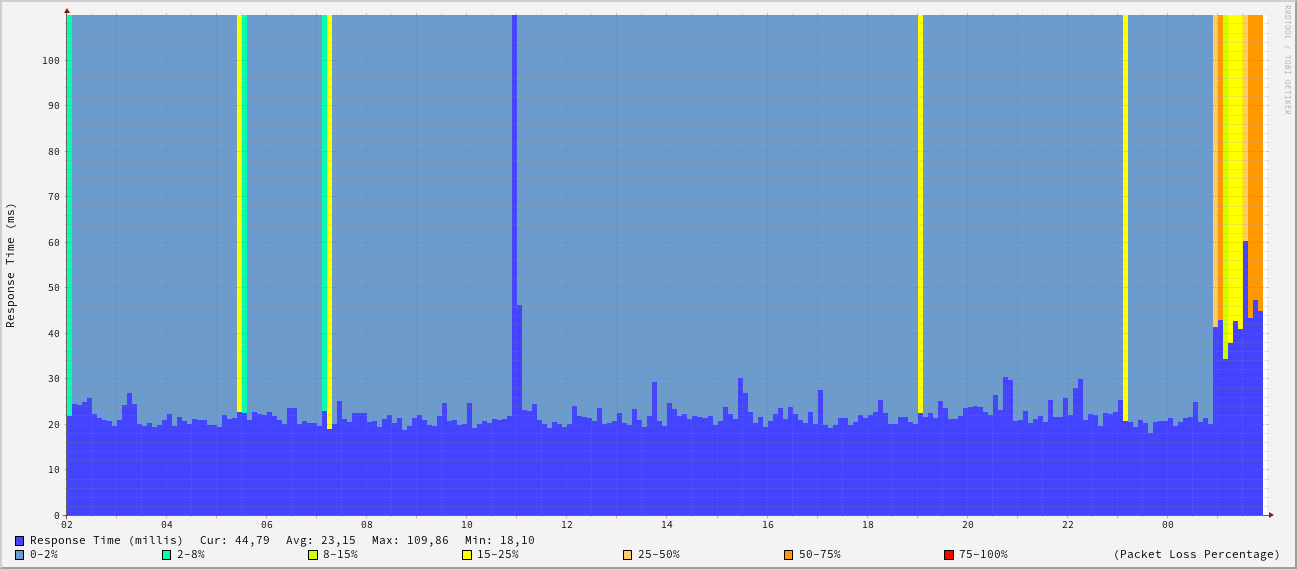 RRDTOOL / TOBI OETIKER
Response Time (ms)
100
90
80
70
60
50
40
30
20
10
0
02 04 06 08 10 12 14 16 18 20 22 00
Response Time (millis) Cur: 44,79 Avg: 23,15 Max: 109,86 Min: 18,10
0-2% 2-8% 8-15% 15-25% 25-50% 50-75% 75-100% (Packet Loss Percentage)